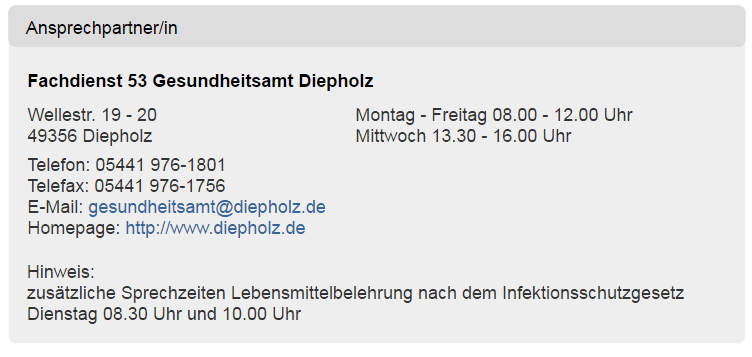 Ansprechpartner/in
Fachdienst 53 Gesundheitsamt Diepholz
Wellestr. 19 - 20
49356 Diepholz
Montag - Freitag 08.00 - 12.00 Uhr
Mittwoch 13.30 - 16.00 Uhr
Telefon: 05441 976-1801
Telefax: 05441 976-1756
E-Mail: gesundheitsamt@diepholz.de
Homepage: http://www.diepholz.de
Hinweis:
zusätzliche Sprechzeiten Lebensmittelbelehrung nach dem Infektionsschutzgesetz
Dienstag 08.30 Uhr und 10.00 Uhr